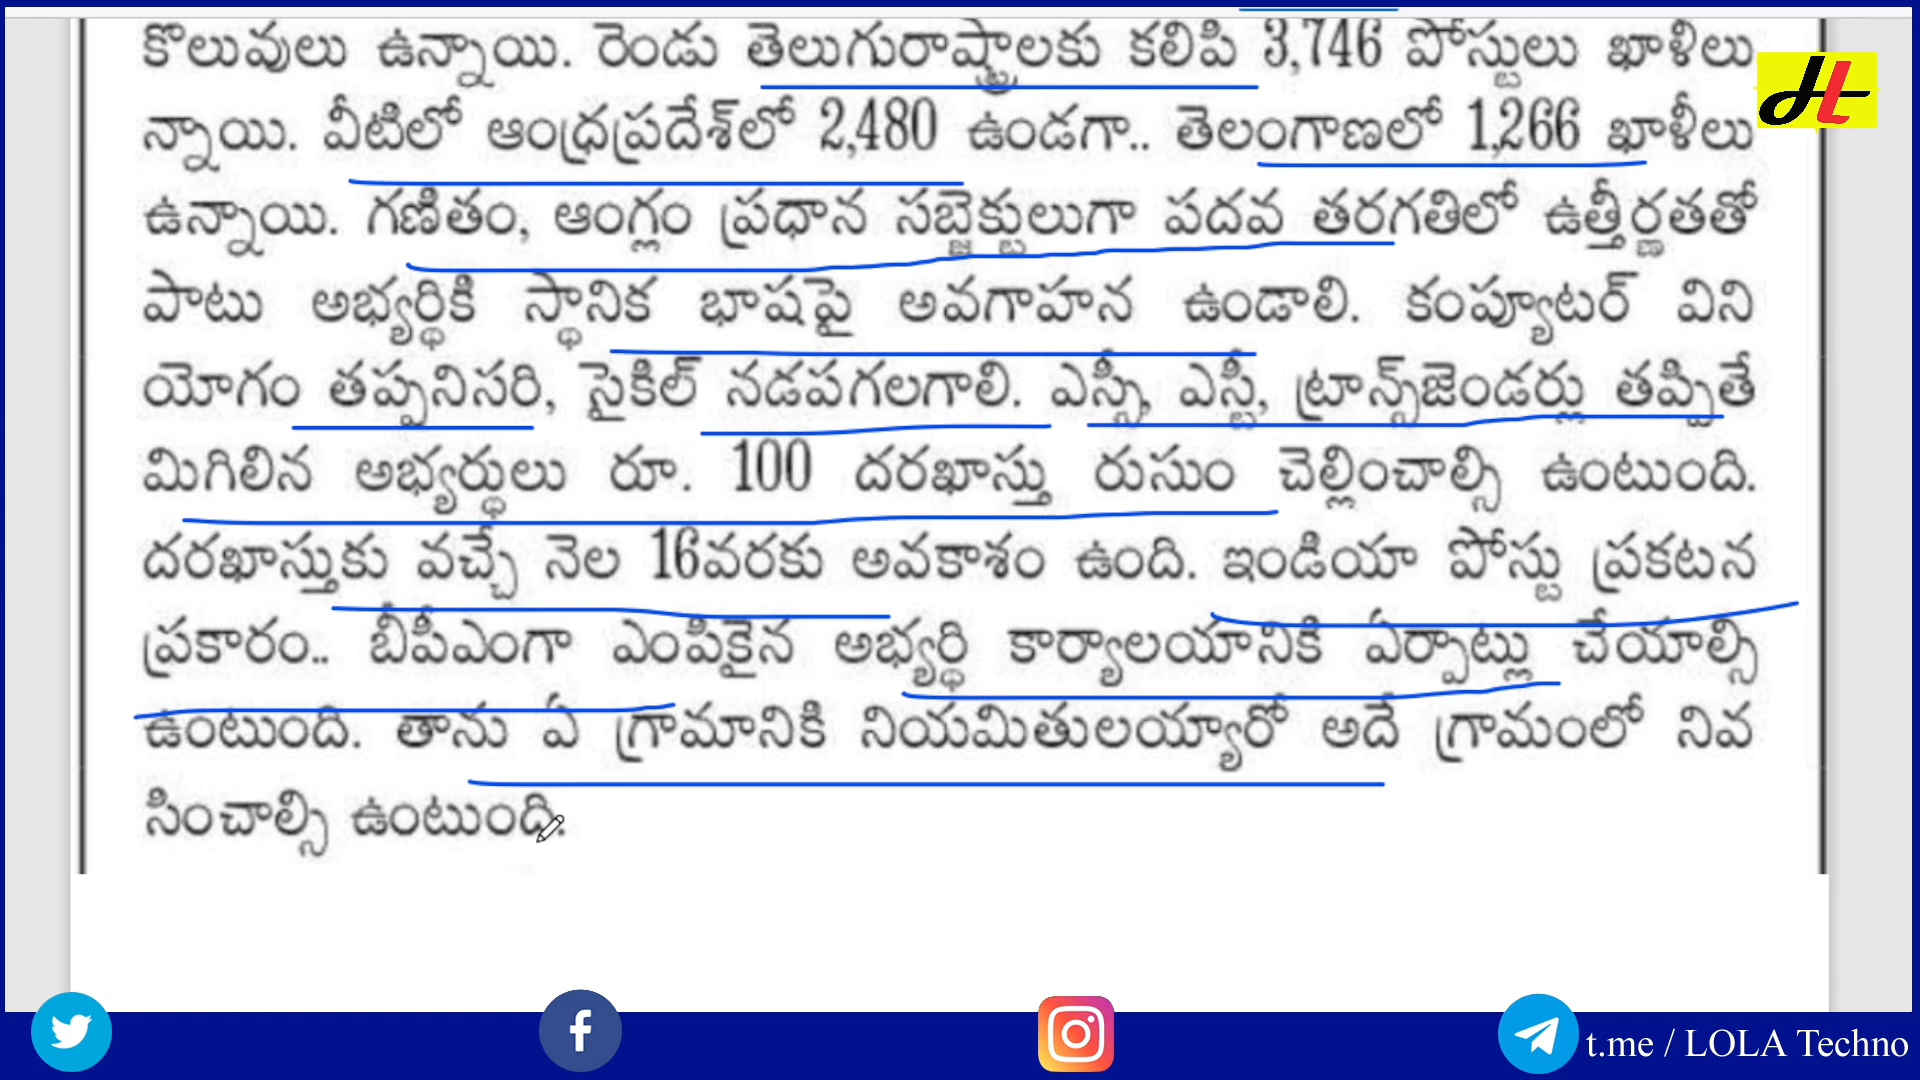 కొలువులు ఉన్నాయి. రెండు తెలుగురాష్ట్రాలకు కలిపి 3,746 పోస్టులు ఖాళీలు
న్నాయి. వీటిలో ఆంధ్రప్రదేశ్‌లో 2,480 ఉండగా.. తెలంగాణలో 1,266 ఖాళీలు
ఉన్నాయి. గణితం, ఆంగ్లం ప్రధాన సబ్జెక్టులుగా పదవ తరగతిలో ఉత్తీర్ణతతో
పాటు అభ్యర్థికి స్థానిక భాషపై అవగాహన ఉండాలి. కంప్యూటర్ విని
యోగం తప్పనిసరి, సైకిల్ నడపగలగాలి. ఎస్సీ, ఎస్టీ, ట్రాన్స్‌జెండర్లు తప్పితే
మిగిలిన అభ్యర్థులు రూ. 100 దరఖాస్తు రుసుం చెల్లించాల్సి ఉంటుంది.
దరఖాస్తుకు వచ్చే నెల 16వరకు అవకాశం ఉంది. ఇండియా పోస్టు ప్రకటన
ప్రకారం.. బీపీఎంగా ఎంపికైన అభ్యర్థి కార్యాలయానికి ఏర్పాట్లు చేయాల్సి
ఉంటుంది. తాను ఏ గ్రామానికి నియమితులయ్యారో అదే గ్రామంలో నివ
సించాల్సి ఉంటుంది.
t.me / LOLA Techno